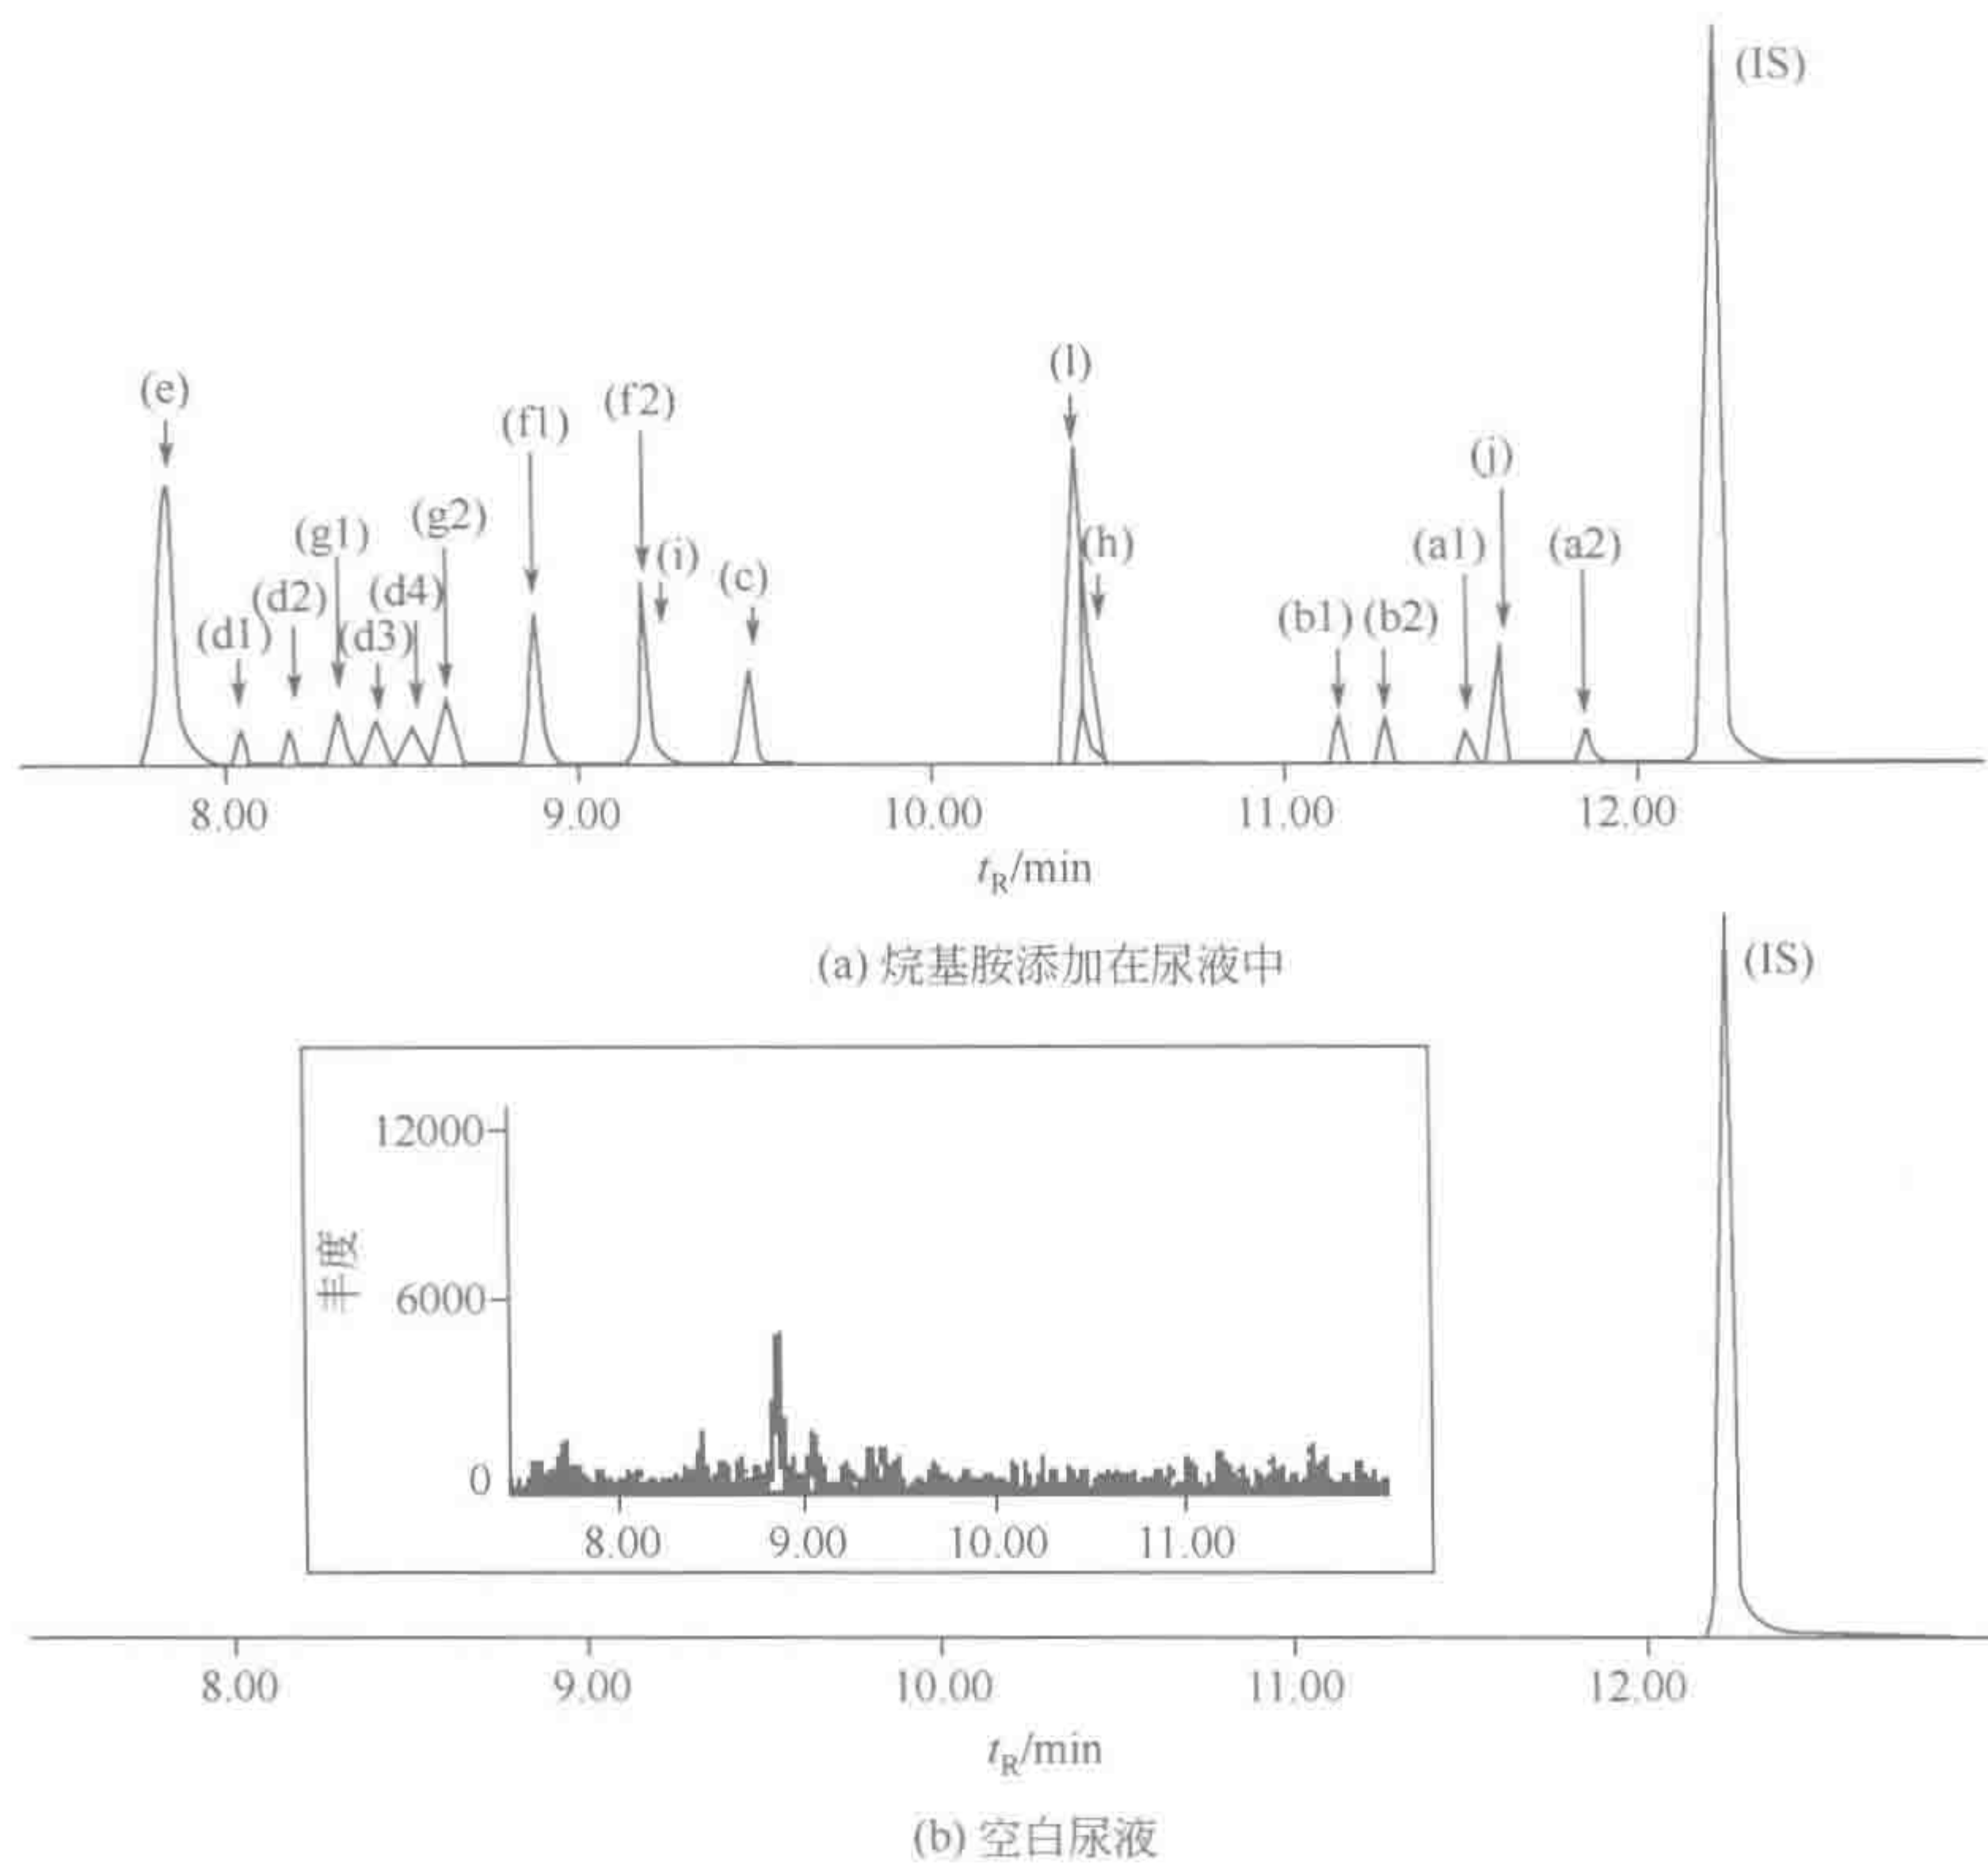 (IS)
(l)
(e)
(f2)
(f1)
(j)
(g2)
(g1)
(i)
(h)
(a1)
(a2)
(c)
(d4)
(d2)
(b1)
(b2)
(d1)
(d3)
8.00
9.00
10.00
11.00
12.00
tR/min
(a) 烷基胺添加在尿液中
(IS)
12000
丰度
6000
0
8.00
9.00
10.00
11.00
8.00
9.00
10.00
11.00
12.00
tR/min
(b) 空白尿液